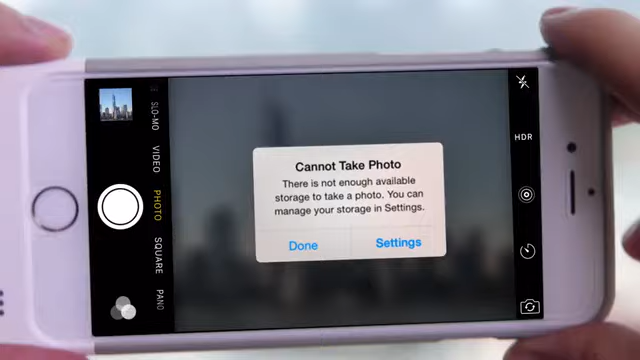 SLO-MO
VIDEO
PHOTO
SQUARE
PANO
Cannot Take Photo
There is not enough available
storage to take a photo. You can
manage your storage in Settings.
Done
Settings
HDR